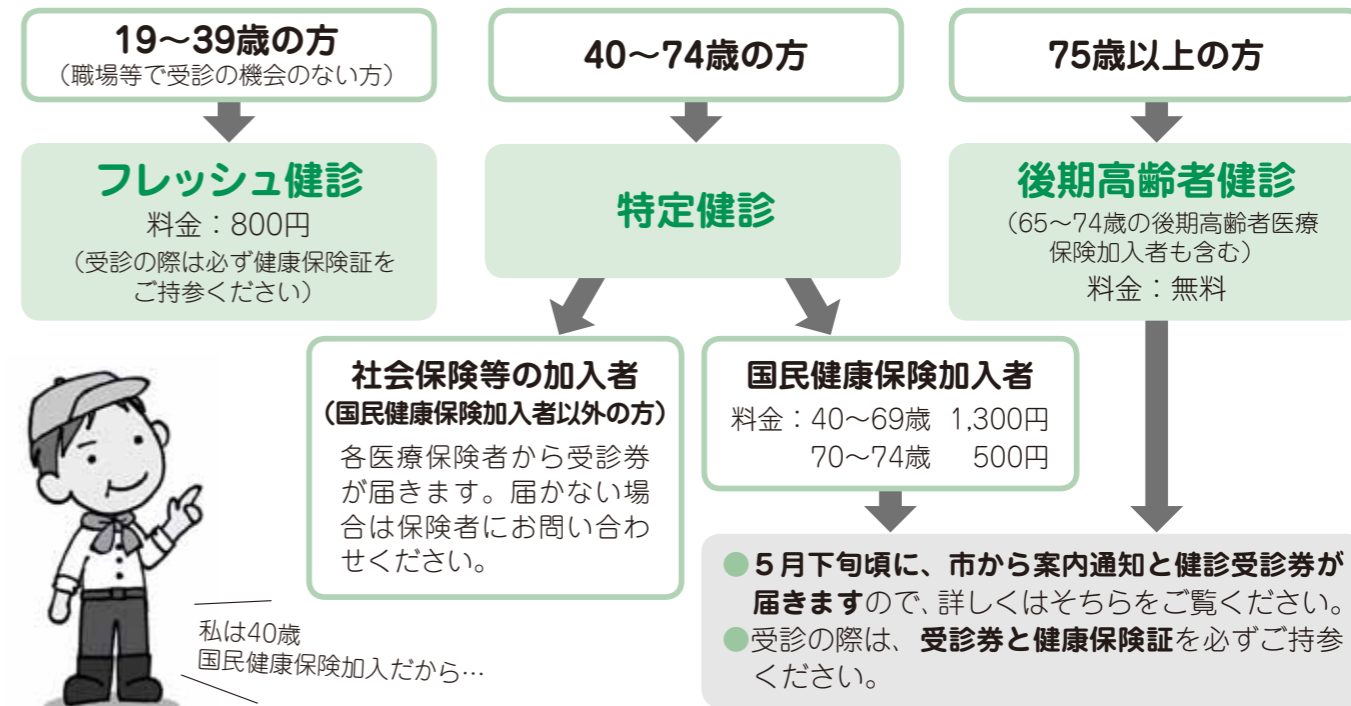 19～39歳の方
（職場等で受診の機会のない方）
フレッシュ健診
料金：800円
（受診の際は必ず健康保険証を
ご持参ください）
40～74歳の方
特定健診
社会保険等の加入者
（国民健康保険加入者以外の方）
各医療保険者から受診券
が届きます。届かない場
合は保険者にお問い合わ
せください。
国民健康保険加入者
料金：40～69歳 1,300円
70～74歳 500円
75歳以上の方
後期高齢者健診
（65～74歳の後期高齢者医療
保険加入者も含む）
料金：無料
●５月下旬頃に、市から案内通知と健診受診券が
届きますので、詳しくはそちらをご覧ください。
●受診の際は、受診券と健康保険証を必ずご持参
ください。
私は40歳
国民健康保険加入だから…